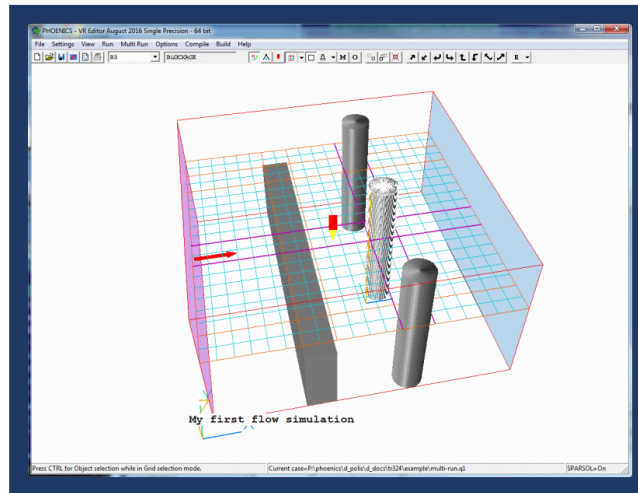 PHOENICS - VR Editor August 2016 Single Precision - 64 bit
File Settings View Run Multi Run Options Compile Build Help
B3 BLOCKAGE M O R
My first flow simulation
Press CTRL for Object selection while in Grid selection mode. Current case=P:\phoenics\d_polis\d_docs\tr324\example\multi-run.q1 SPARSOL=On